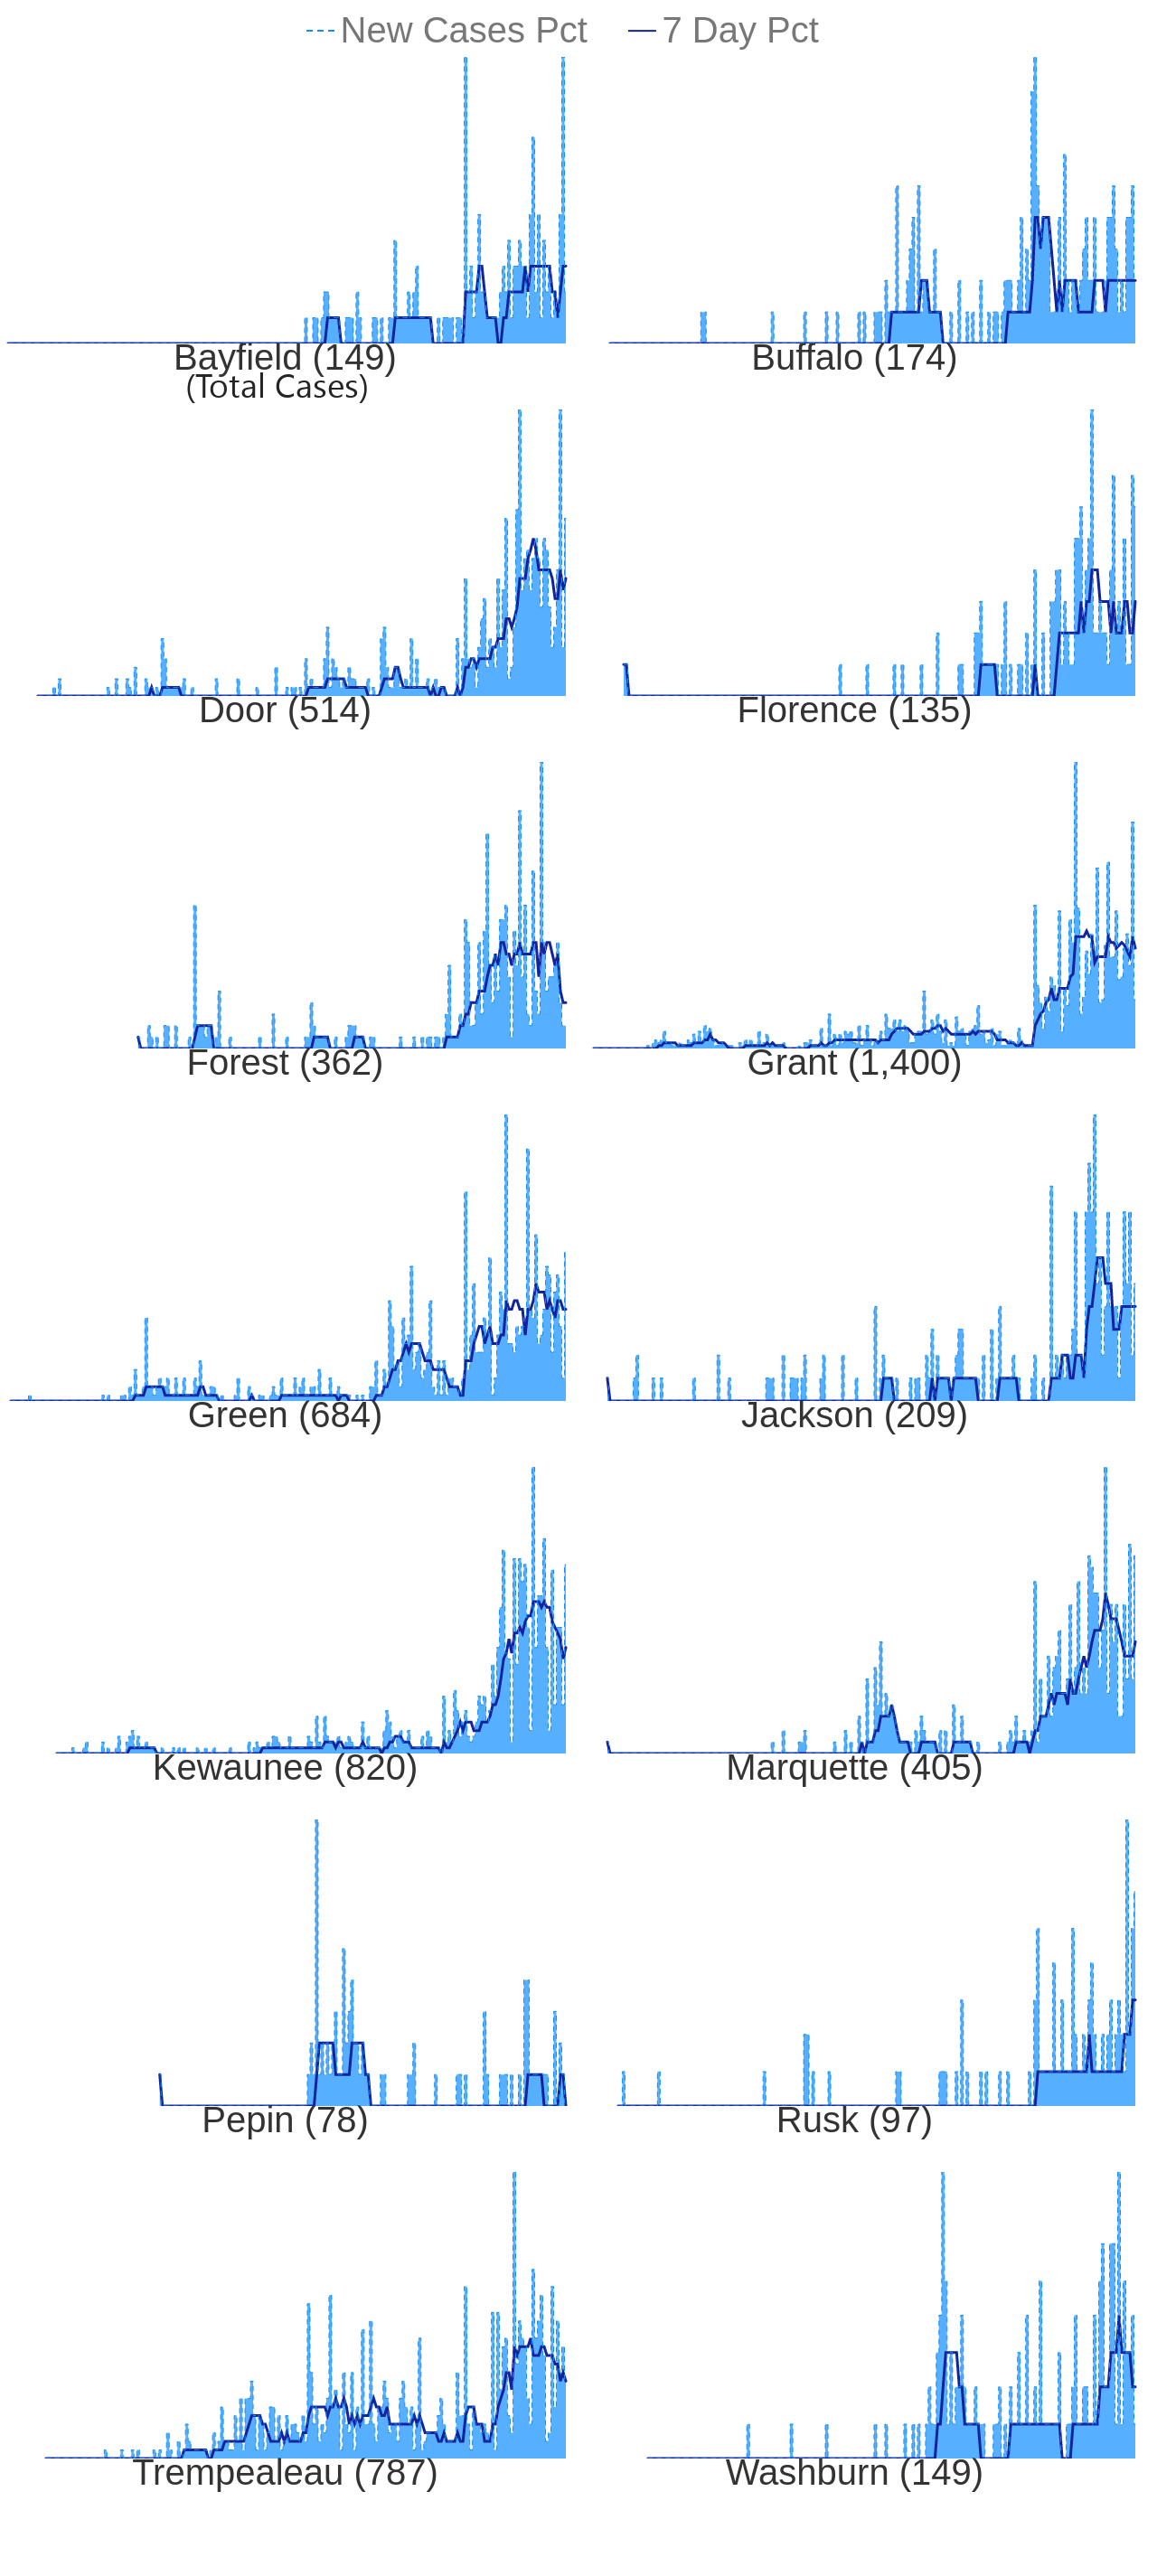 New Cases Pct 7 Day Pct
Bayfield (149) Buffalo (174)
(Total Cases)
Door (514) Florence (135)
Forest (362) Grant (1,400)
Green (684) Jackson (209)
Kewaunee (820) Marquette (405)
Pepin (78) Rusk (97)
Trempealeau (787) Washburn (149)